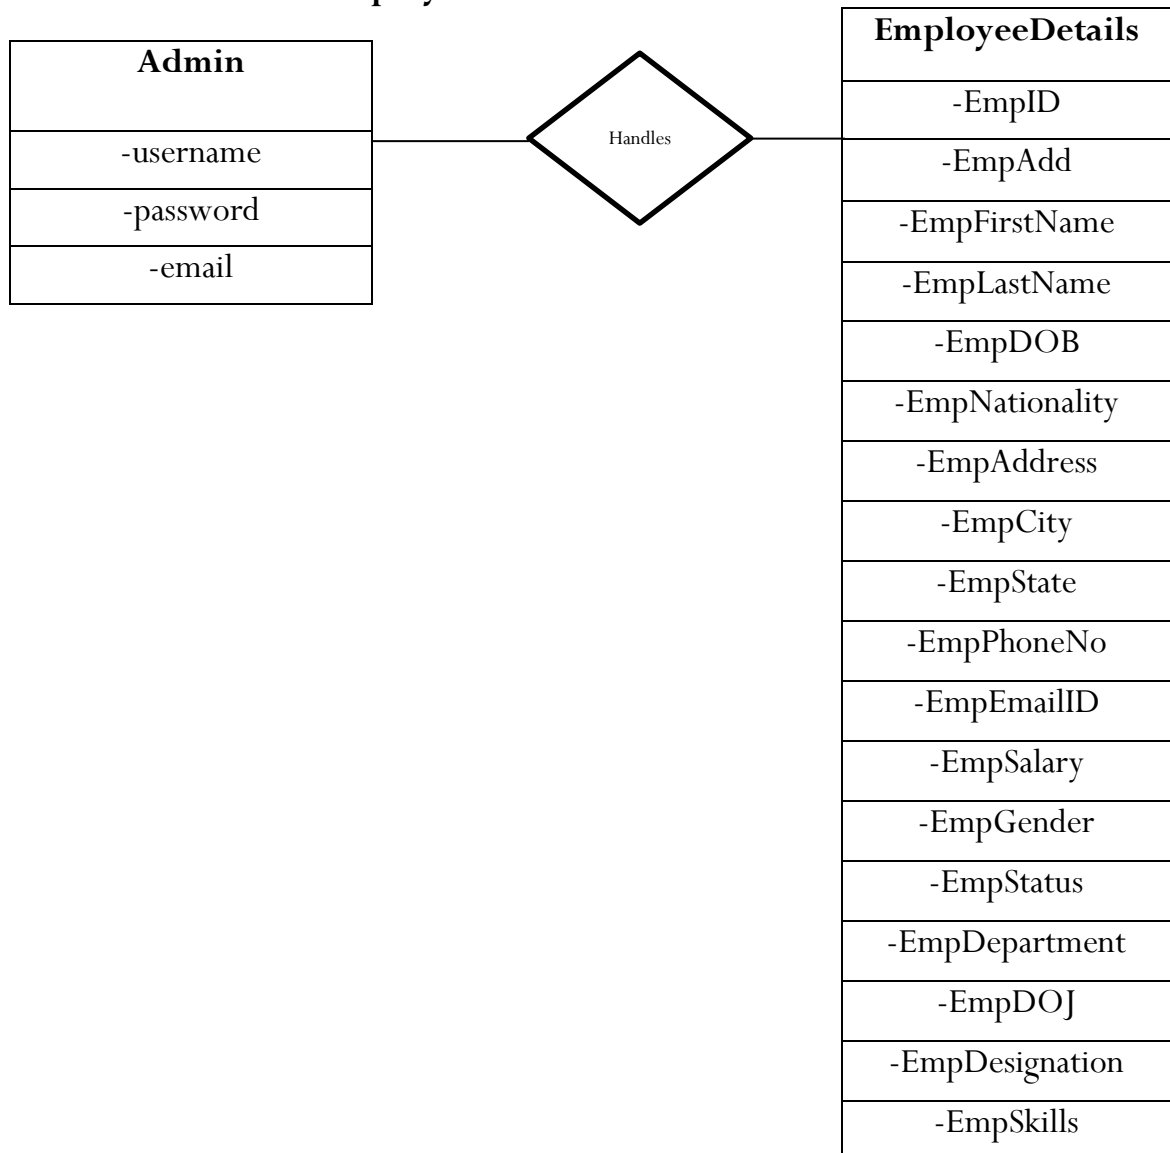 Admin
-username
-password
-email
Handles
EmployeeDetails
-EmpID
-EmpAdd
-EmpFirstName
-EmpLastName
-EmpDOB
-EmpNationality
-EmpAddress
-EmpCity
-EmpState
-EmpPhoneNo
-EmpEmailID
-EmpSalary
-EmpGender
-EmpStatus
-EmpDepartment
-EmpDOJ
-EmpDesignation
-EmpSkills